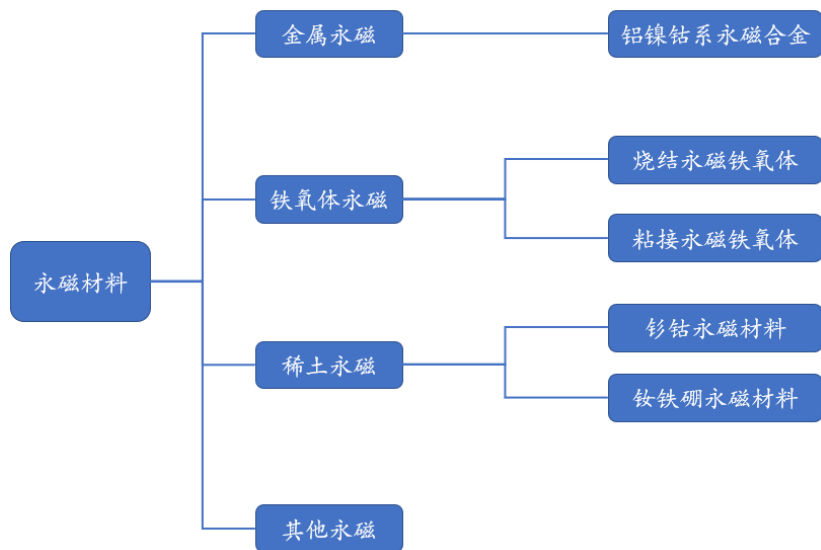 永磁材料
金属永磁
铝镍钴系永磁合金
铁氧体永磁
烧结永磁铁氧体
粘接永磁铁氧体
稀土永磁
钐钴永磁材料
钕铁硼永磁材料
其他永磁